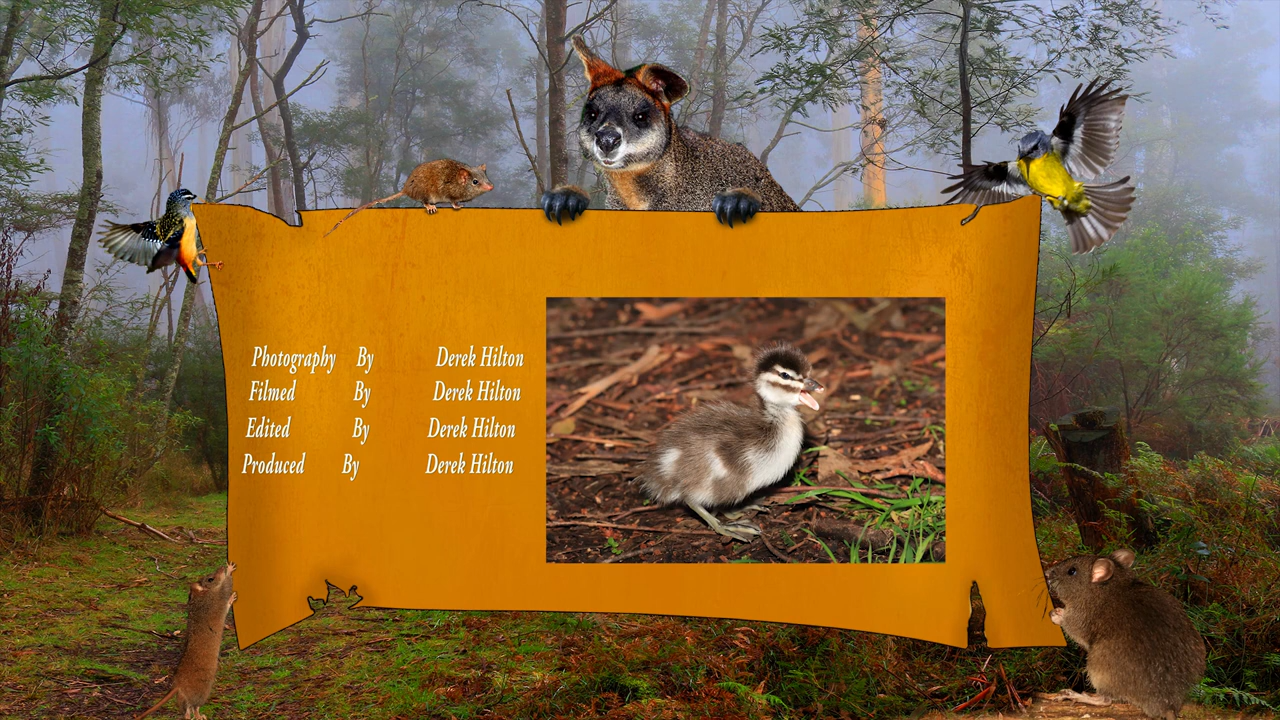 Photography By Derek Hilton
Filmed By Derek Hilton
Edited By Derek Hilton
Produced By Derek Hilton